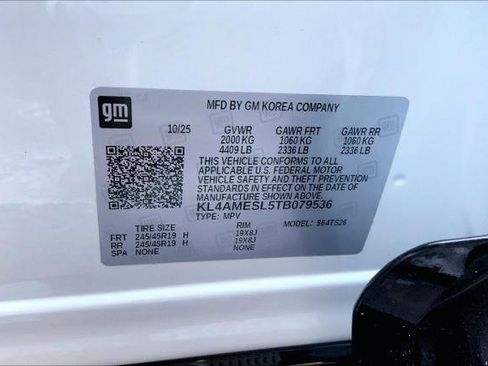 gm
MFD BY GM KOREA COMPANY
10/25 GVWR GAWR FRT GAWR RR
2000 KG 1060 KG 1060 KG
4409 LB 2336 LB 2336 LB
THIS VEHICLE CONFORMS TO ALL
APPLICABLE U.S. FEDERAL MOTOR
VEHICLE SAFETY AND THEFT
PREVENTION STANDARDS IN EFFECT
ON THE DATE OF MANUFACTURE
SHOWN ABOVE.
KL4AMESL5TB079536
TYPE: MPV MODEL: S64TS26
TIRE SIZE RIM
FRT 245/45R19 H 19X8J
RR 245/45R19 H 19X8J
SPA NONE NONE